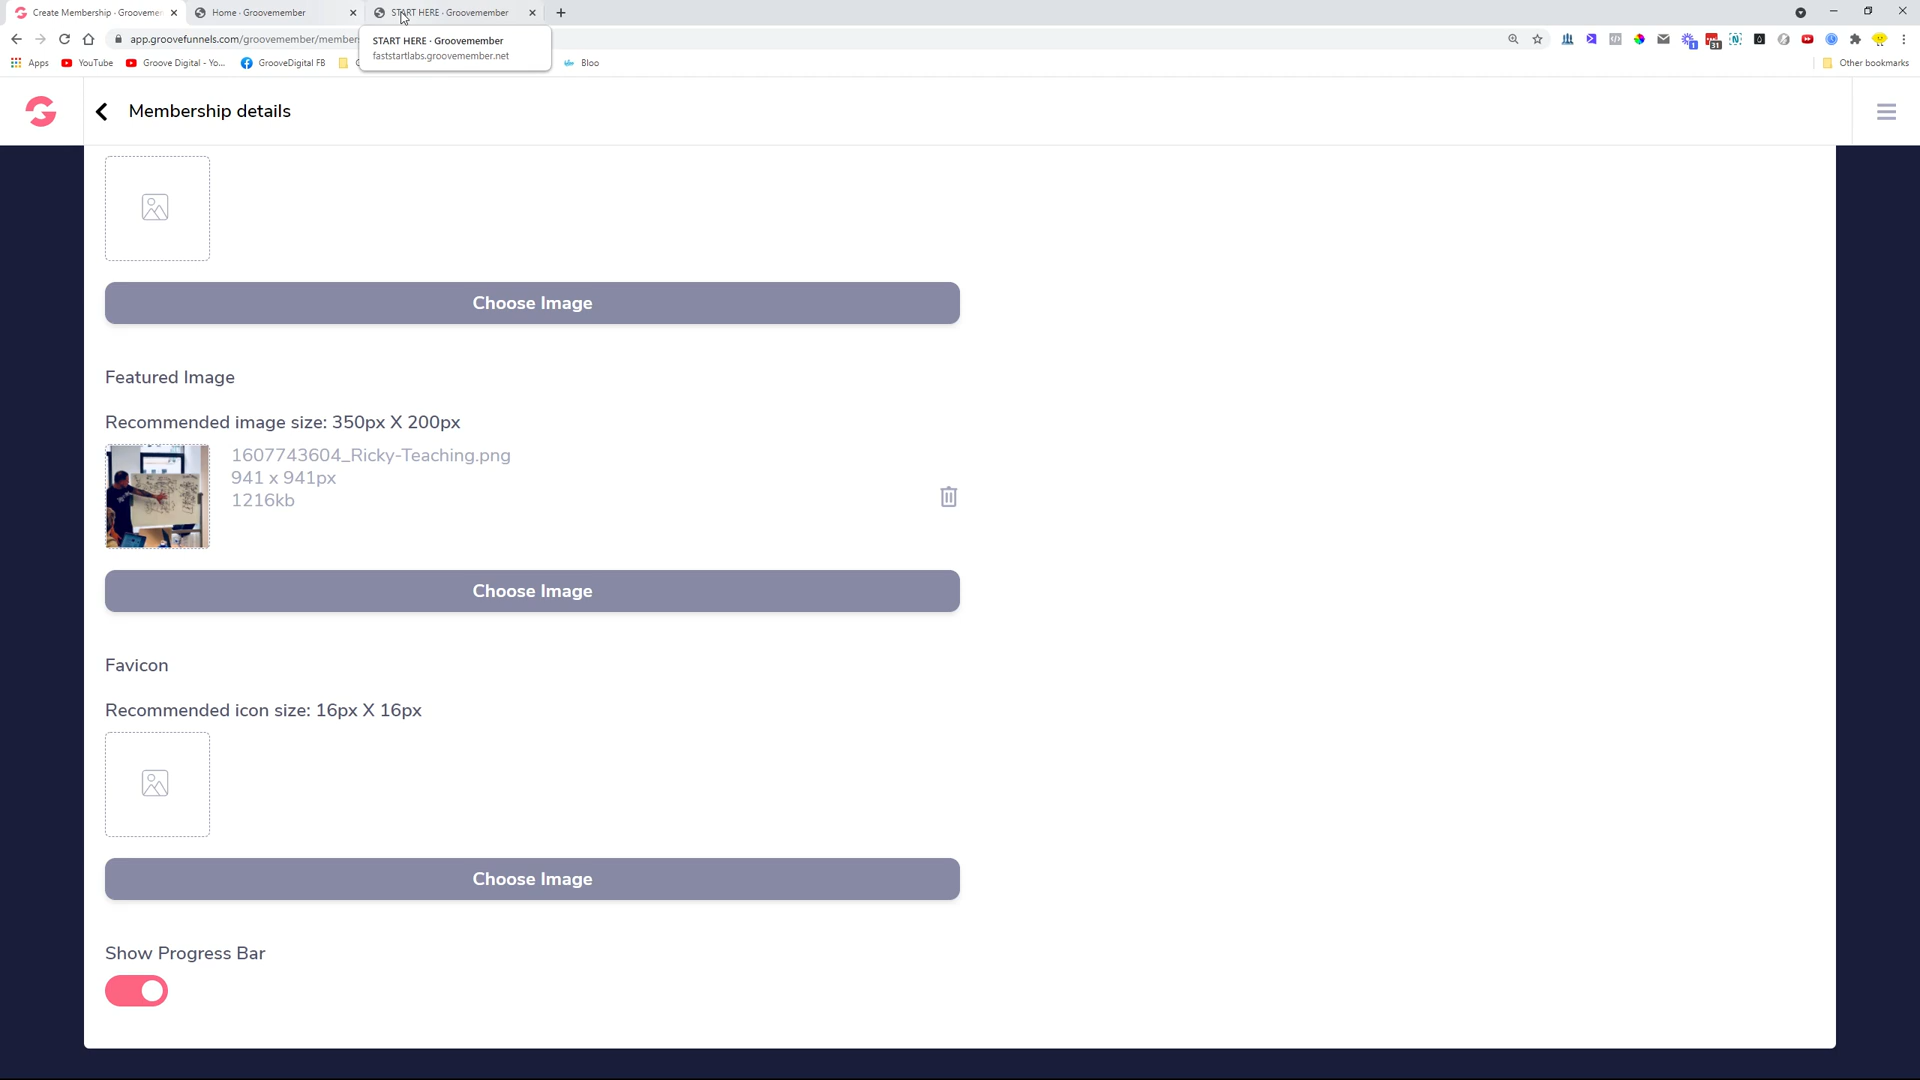 Create Membership · Groovemem
Home · Groovemember
START HERE · Groovemember
app.groovefunnels.com/groovemember/member
START HERE · Groovemember
faststartlabs.groovemember.net
Apps
YouTube
Groove Digital - Yo...
GrooveDigital FB
Bloo
Other bookmarks
Membership details
Choose Image
Featured Image
Recommended image size: 350px X 200px
1607743604_Ricky-Teaching.png
941 x 941px
1216kb
Choose Image
Favicon
Recommended icon size: 16px X 16px
Choose Image
Show Progress Bar